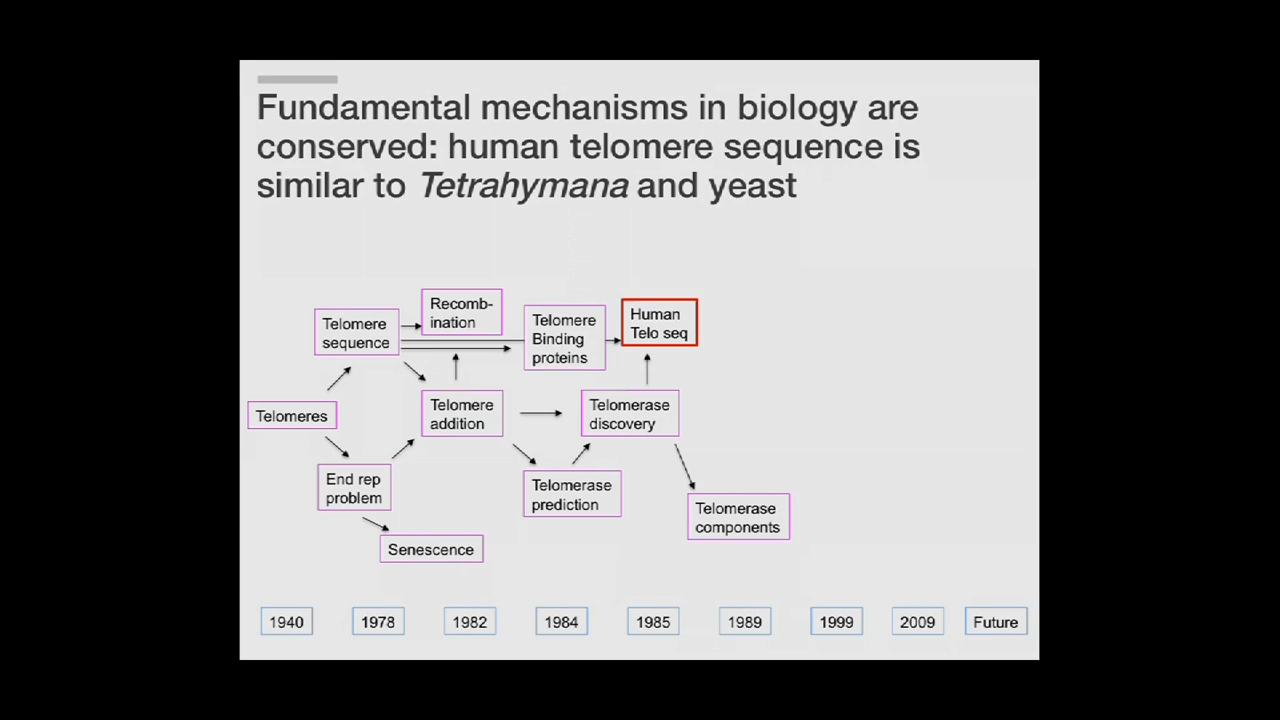 Fundamental mechanisms in biology are
conserved: human telomere sequence is
similar to Tetrahymana and yeast
Recomb-
ination
Telomere
sequence
Telomere
Binding
proteins
Human
Telo seq
Telomeres
Telomere
addition
Telomerase
discovery
End rep
problem
Telomerase
prediction
Telomerase
components
Senescence
1940
1978
1982
1984
1985
1989
1999
2009
Future